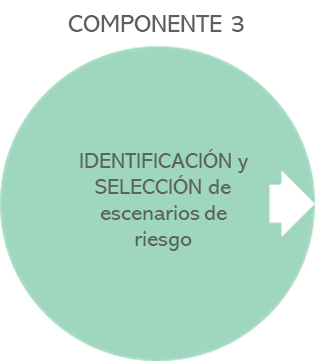 COMPONENTE 3
IDENTIFICACIÓN y
SELECCIÓN de
escenarios de
riesgo